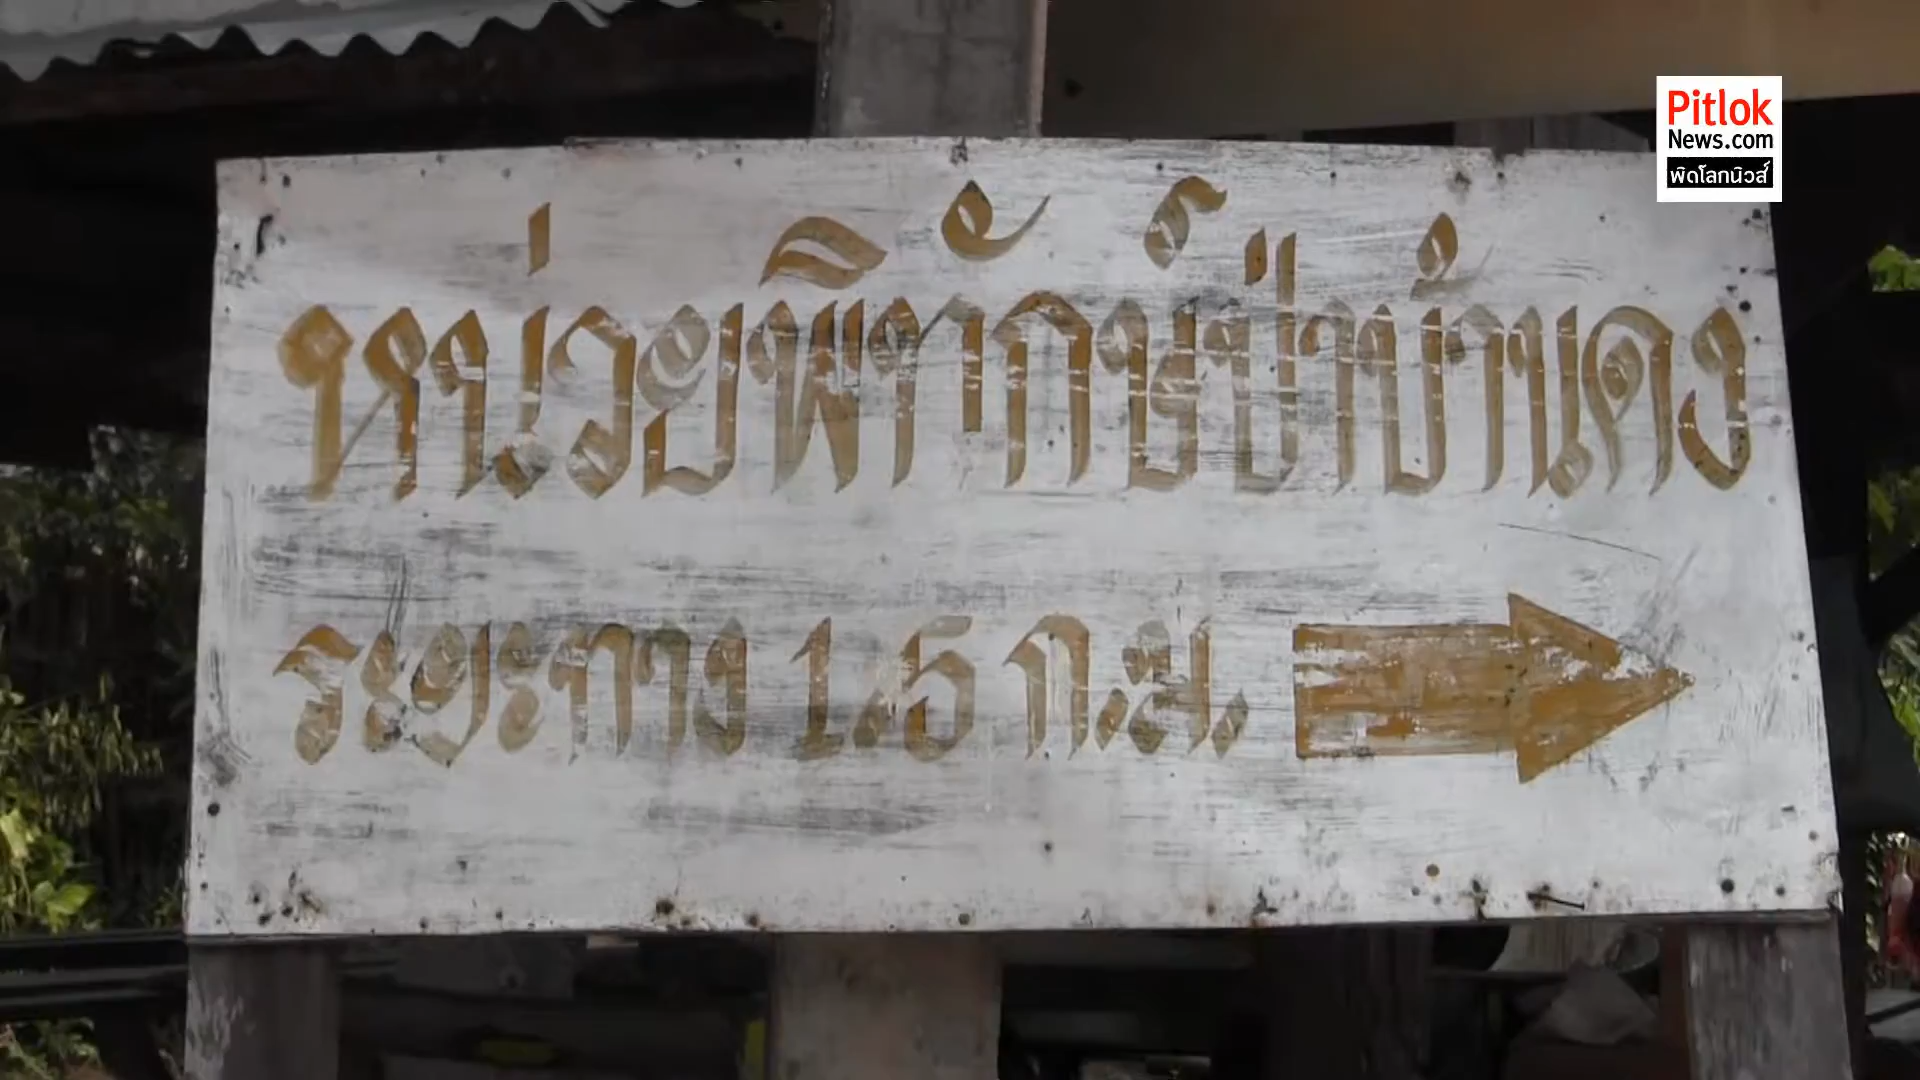 Pitlok
News.com
พิดโลกนิวส์
หน่วยพิทักษ์ป่าบ้านดง
ระยะทาง 1.5 ก.ม.